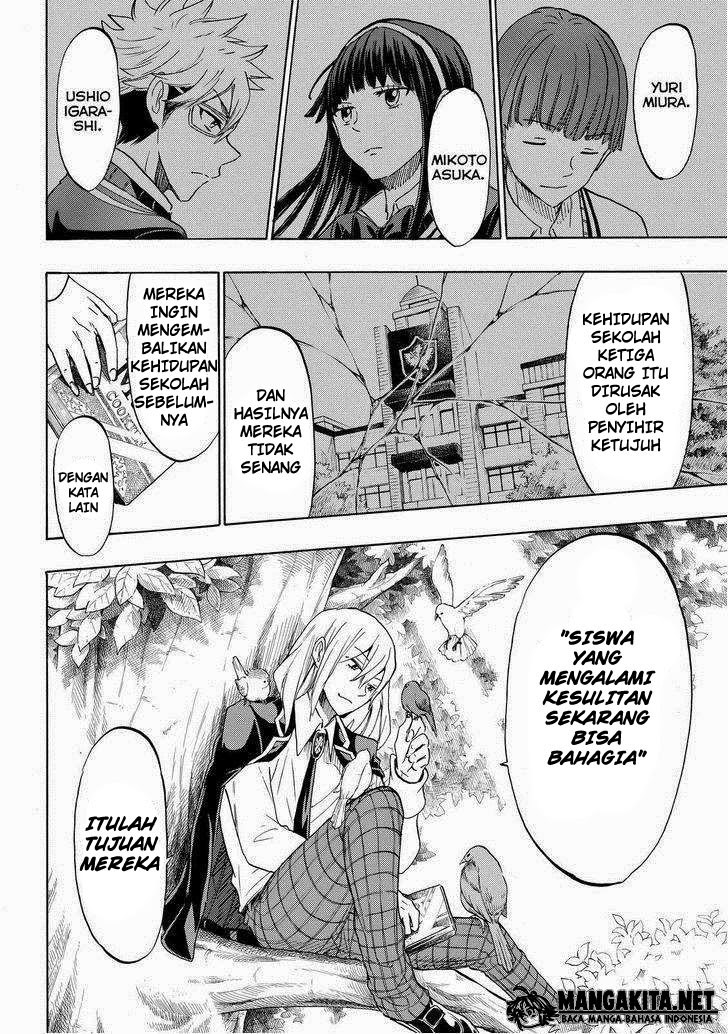 YURI
MIURA.
MIKOTO
ASUKA.
USHIO
IGARA-
SHI.
KEHIDUPAN
SEKOLAH
KETIGA
ORANG ITU
DIRUSAK
OLEH
PENYIHIR
KETUJUH
DAN
HASILNYA
MEREKA
TIDAK
SENANG
MEREKA
INGIN
MENGEM-
BALIKAN
KEHIDUPAN
SEKOLAH
SEBELUM-
NYA
DENGAN
KATA
LAIN
"SISWA
YANG
MENGALAMI
KESULITAN
SEKARANG
BISA
BAHAGIA"
ITULAH
TUJUAN
MEREKA
MANGAKITA.NET
BACA MANGA BAHASA INDONESIA